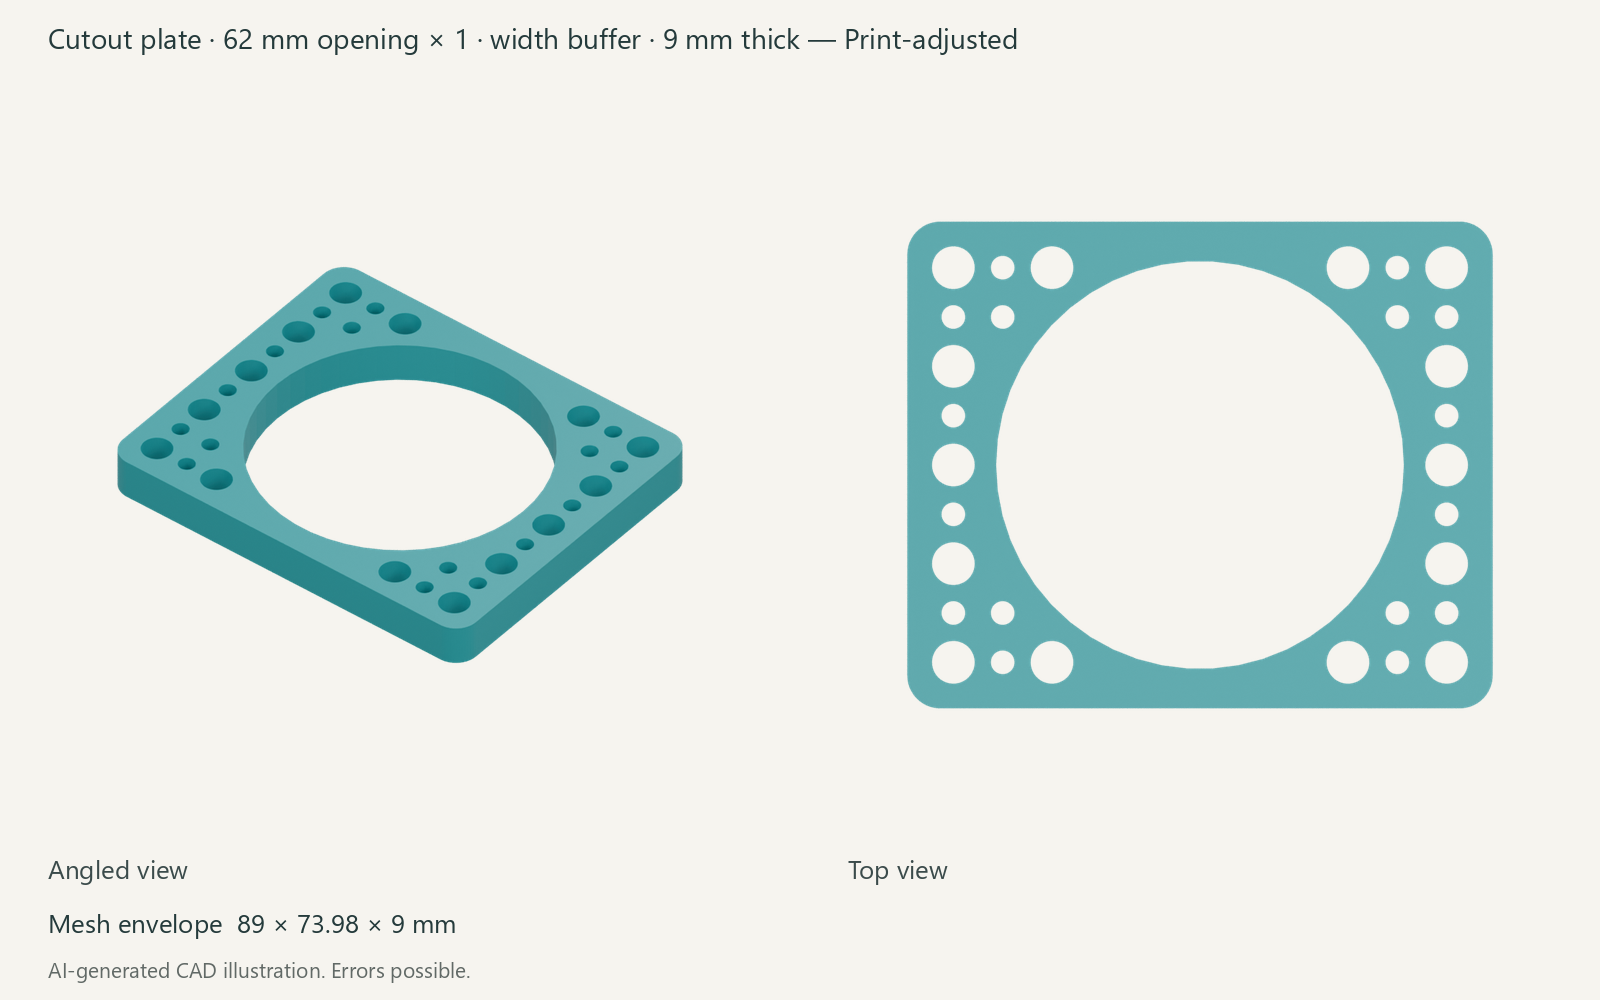 Cutout plate · 62 mm opening × 1 · width buffer · 9 mm thick — Print-adjusted
Angled view
Top view
Mesh envelope  89 × 73.98 × 9 mm
AI-generated CAD illustration. Errors possible.